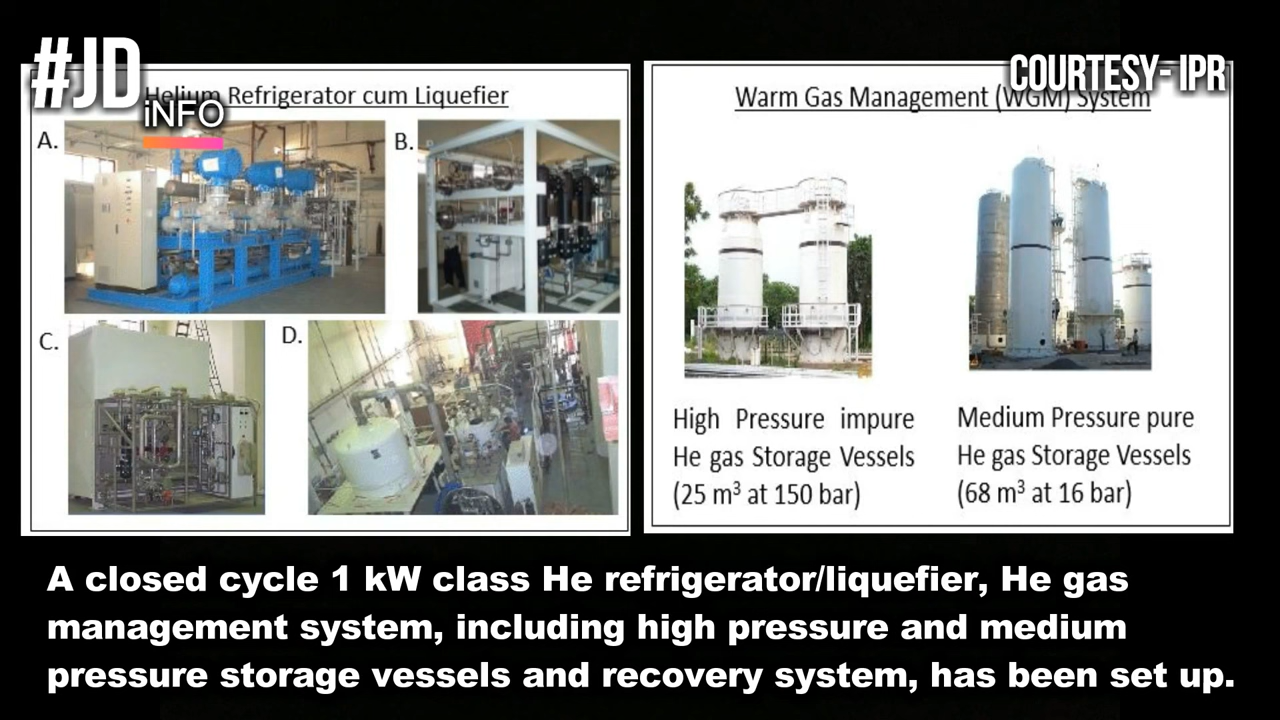 #JD
iNFO
COURTESY- IPR
Helium Refrigerator cum Liquefier
A.
B.
C.
D.
Warm Gas Management (WGM) System
High Pressure impure
He gas Storage Vessels
(25 m³ at 150 bar)
Medium Pressure pure
He gas Storage Vessels
(68 m³ at 16 bar)
A closed cycle 1 kW class He refrigerator/liquefier, He gas
management system, including high pressure and medium
pressure storage vessels and recovery system, has been set up.